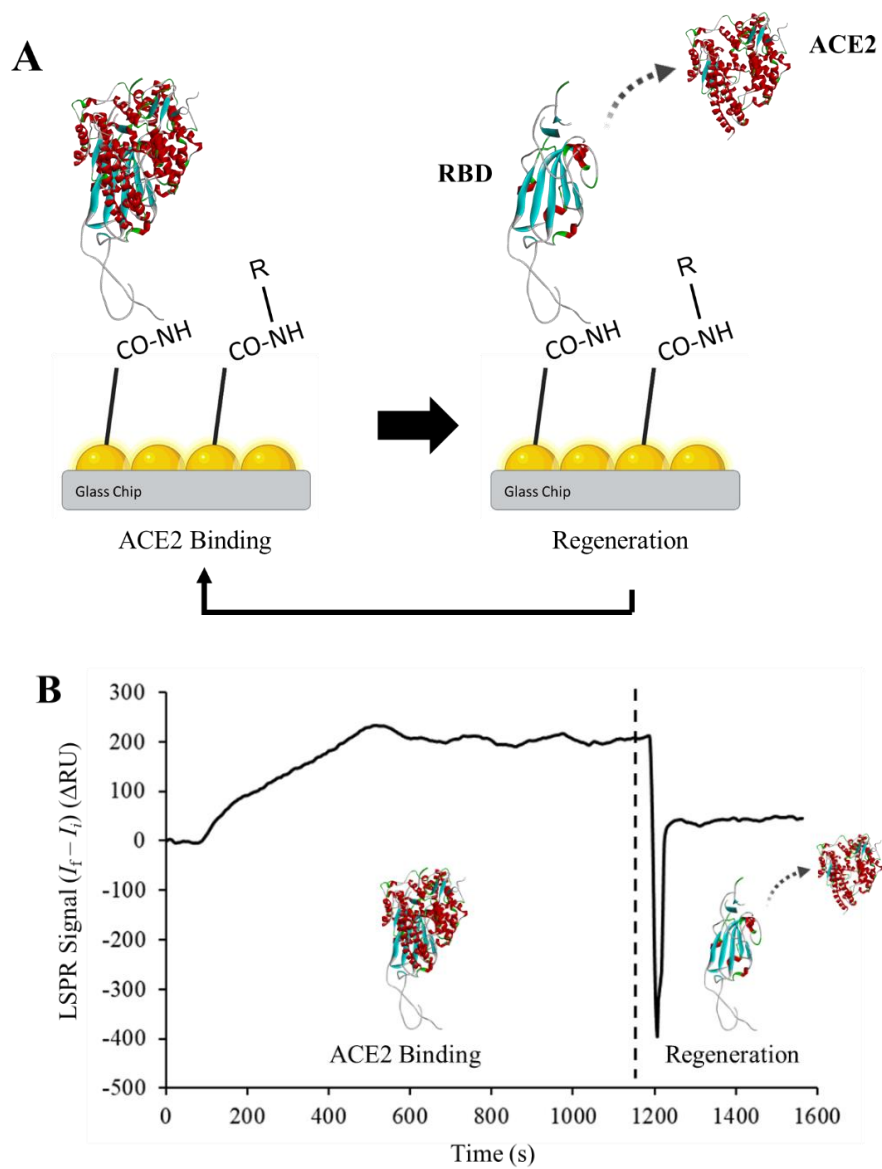 A
ACE2
RBD
R
R
CO-NH
CO-NH
CO-NH
CO-NH
Glass Chip
Glass Chip
ACE2 Binding
Regeneration
B
LSPR Signal (I_f − I_i) (ΔRU)
300
200
100
0
-100
-200
-300
-400
-500
ACE2 Binding
Regeneration
0
200
400
600
800
1000
1200
1400
1600
Time (s)